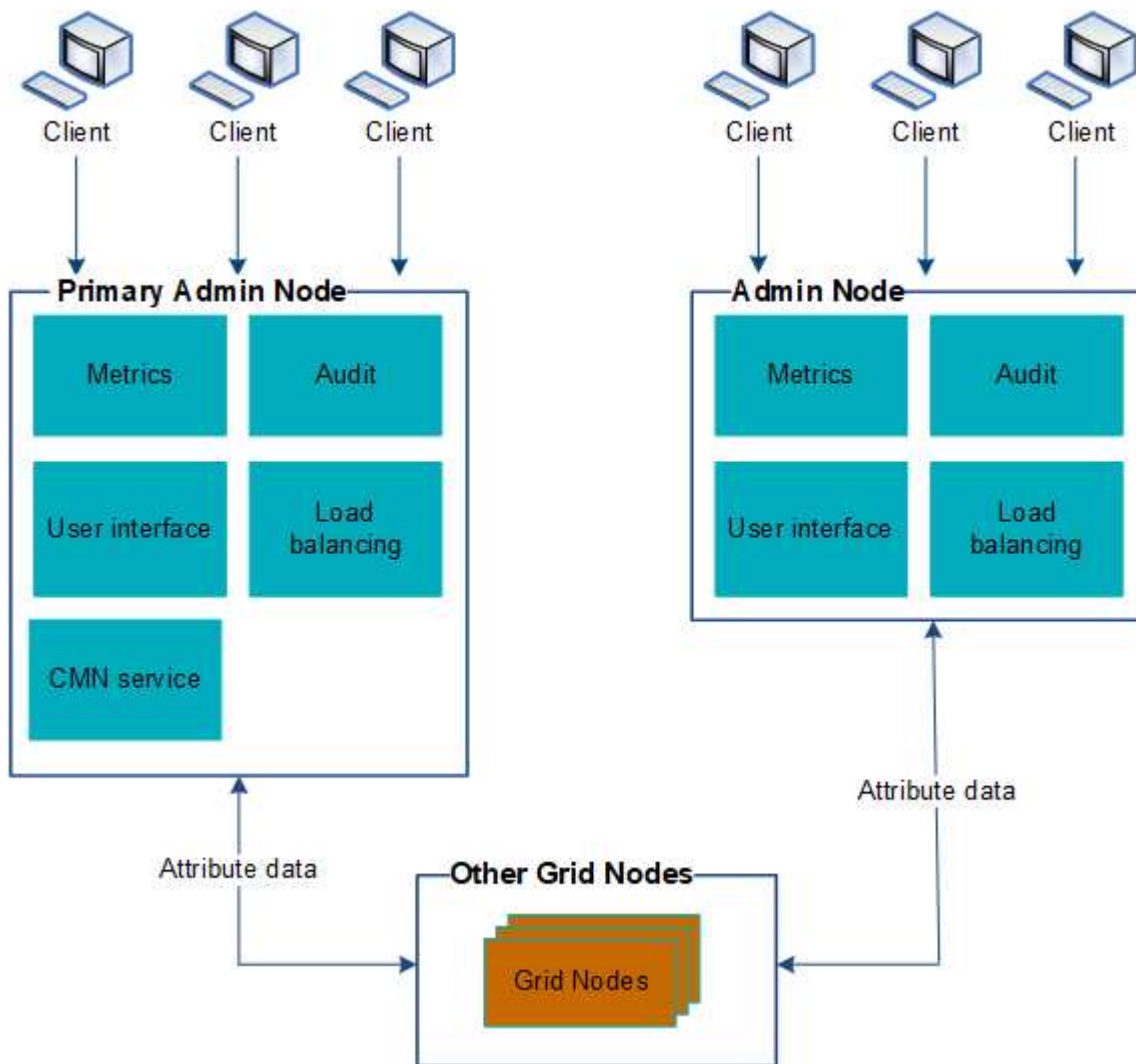 Client Client Client Client Client Client
Primary Admin Node Admin Node
Metrics Audit Metrics Audit
User interface Load balancing User interface Load balancing
CMN service
Attribute data
Attribute data
Other Grid Nodes
Grid Nodes